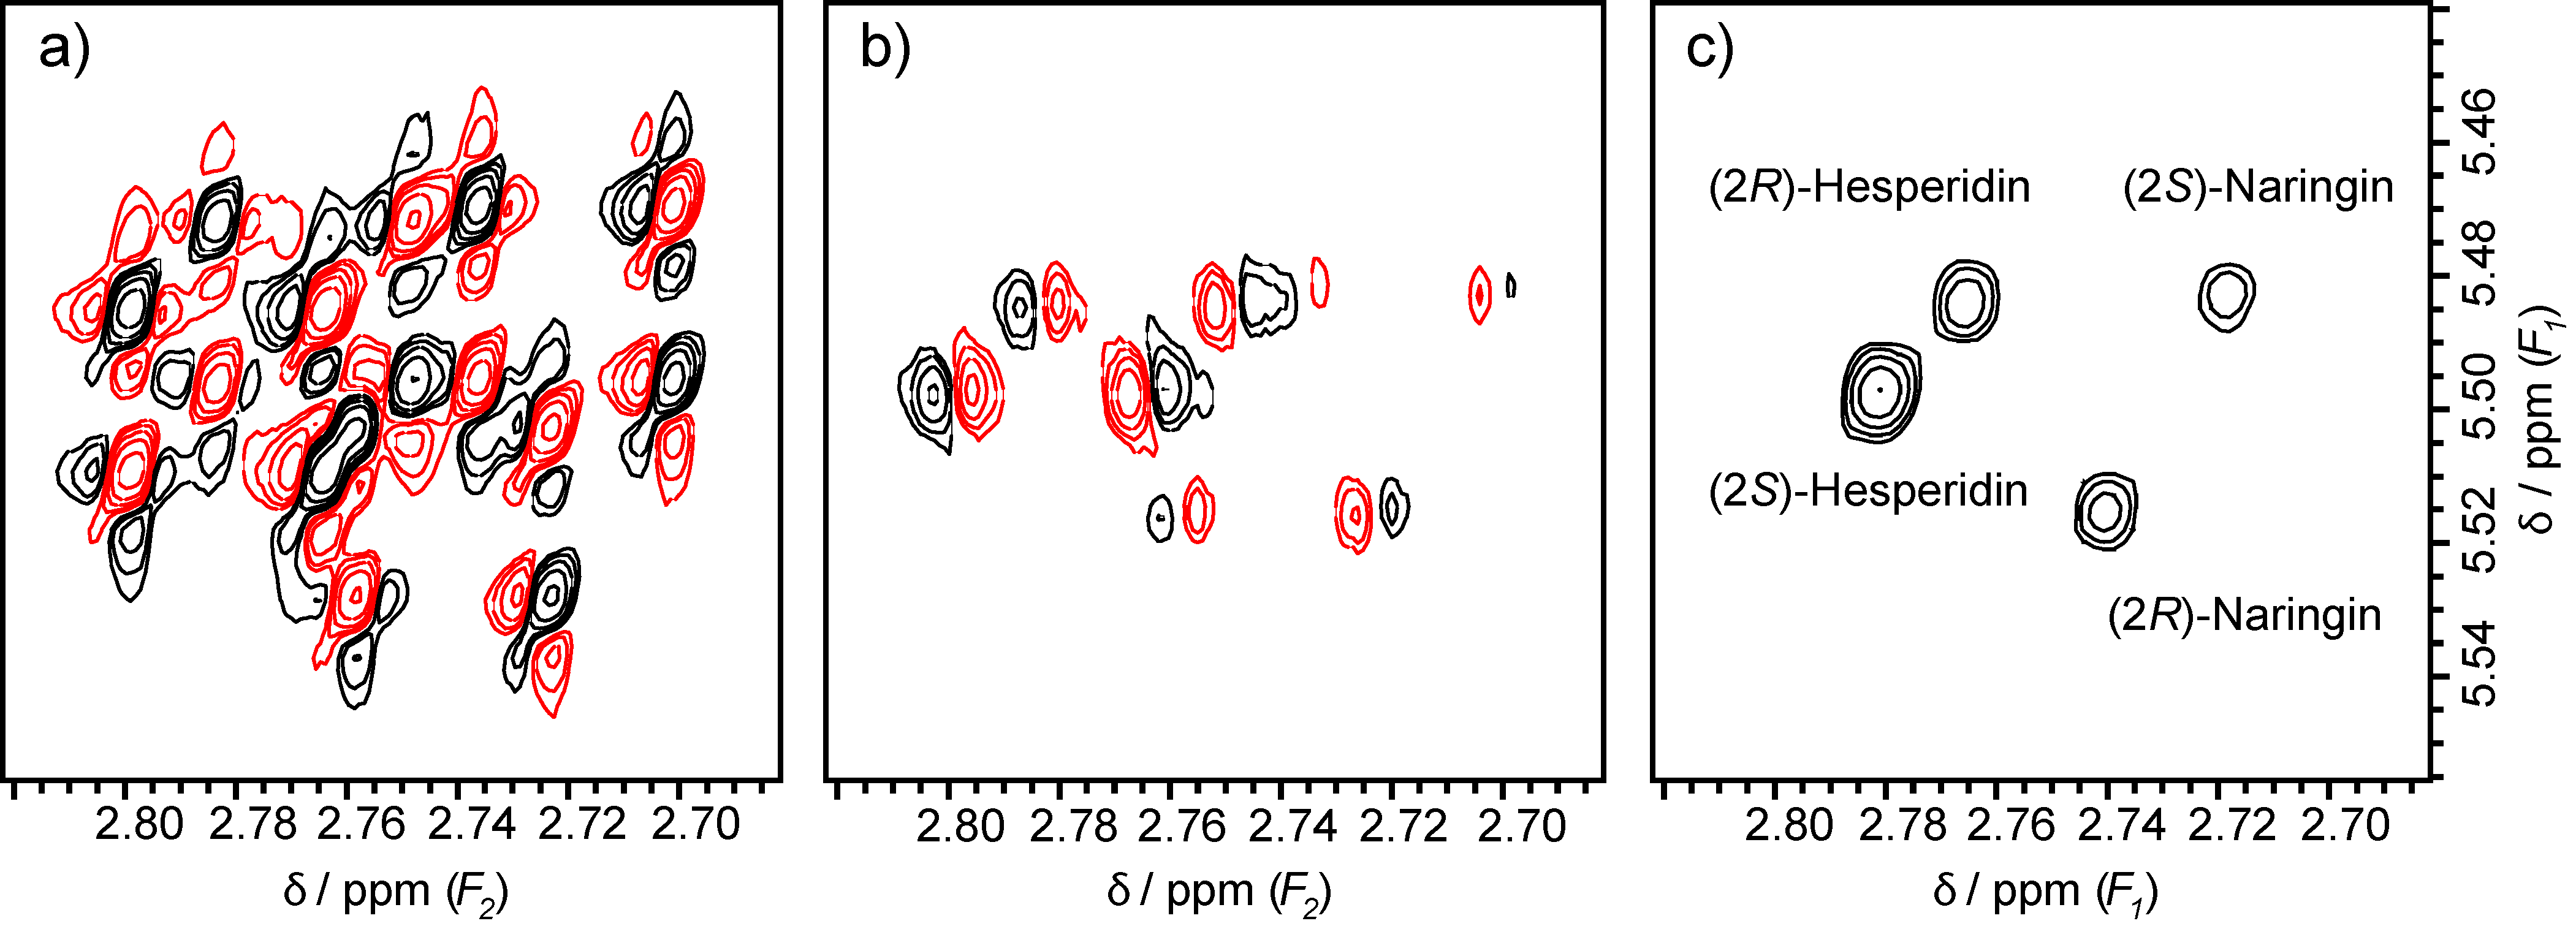 a)
b)
c)
(2R)-Hesperidin
(2S)-Naringin
(2S)-Hesperidin
(2R)-Naringin
5.46
5.48
5.50
5.52
5.54
δ / ppm (F1)
2.80 2.78 2.76 2.74 2.72 2.70
2.80 2.78 2.76 2.74 2.72 2.70
2.80 2.78 2.76 2.74 2.72 2.70
δ / ppm (F2)
δ / ppm (F2)
δ / ppm (F1)